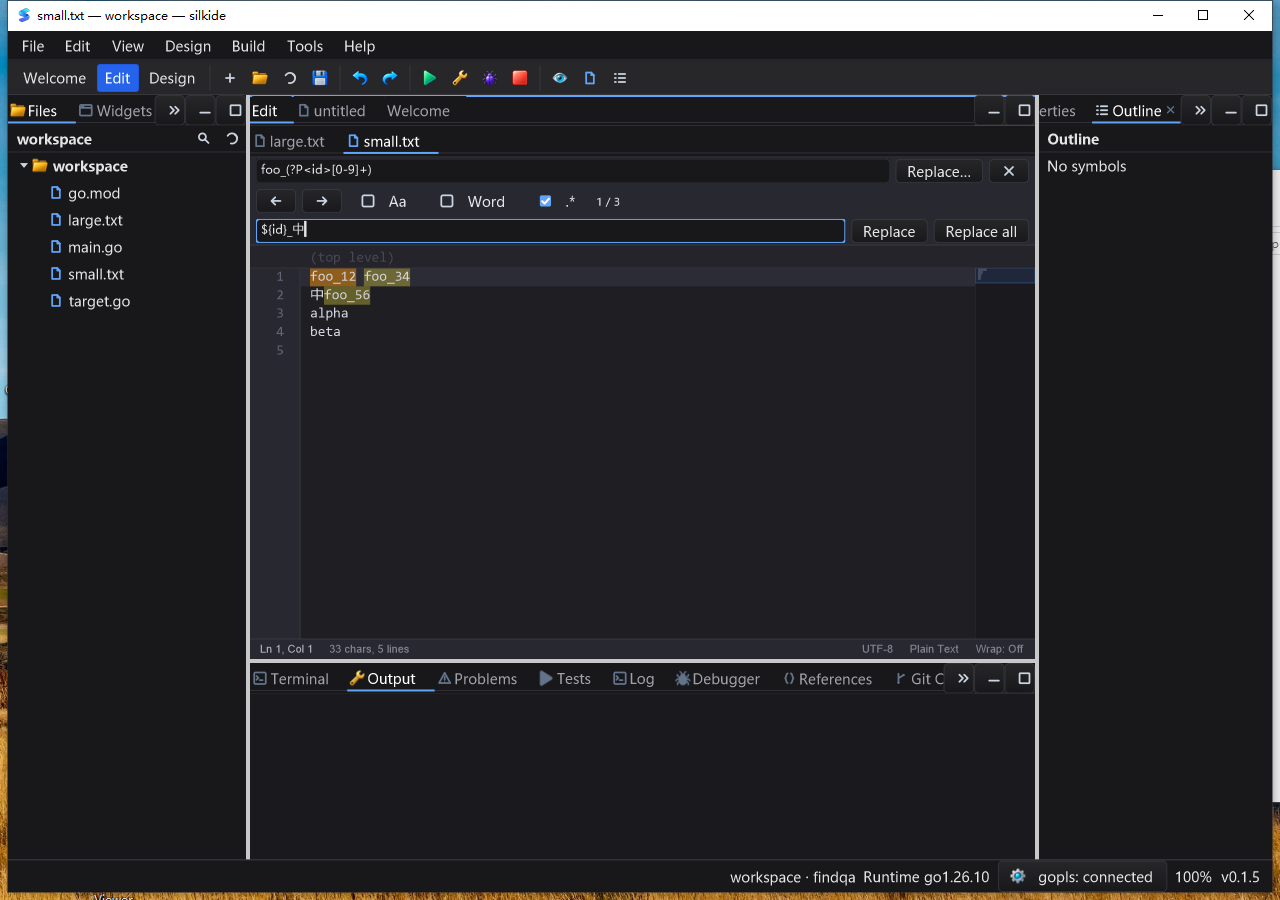 small.txt — workspace — silkide
File Edit View Design Build Tools Help
Welcome Edit Design
Files Widgets
Edit untitled Welcome
erties Outline
workspace
large.txt small.txt
Outline
workspace
No symbols
foo_(?P<id>[0-9]+)
Replace...
go.mod
Aa Word .* 1 / 3
large.txt
${id}_中
Replace Replace all
main.go
(top level)
small.txt
1 foo_12 foo_34
2 中foo_56
target.go
3 alpha
4 beta
5
Ln 1, Col 1 33 chars, 5 lines UTF-8 Plain Text Wrap: Off
Terminal Output Problems Tests Log Debugger References Git C
workspace · findqa Runtime go1.26.10 gopls: connected 100% v0.1.5